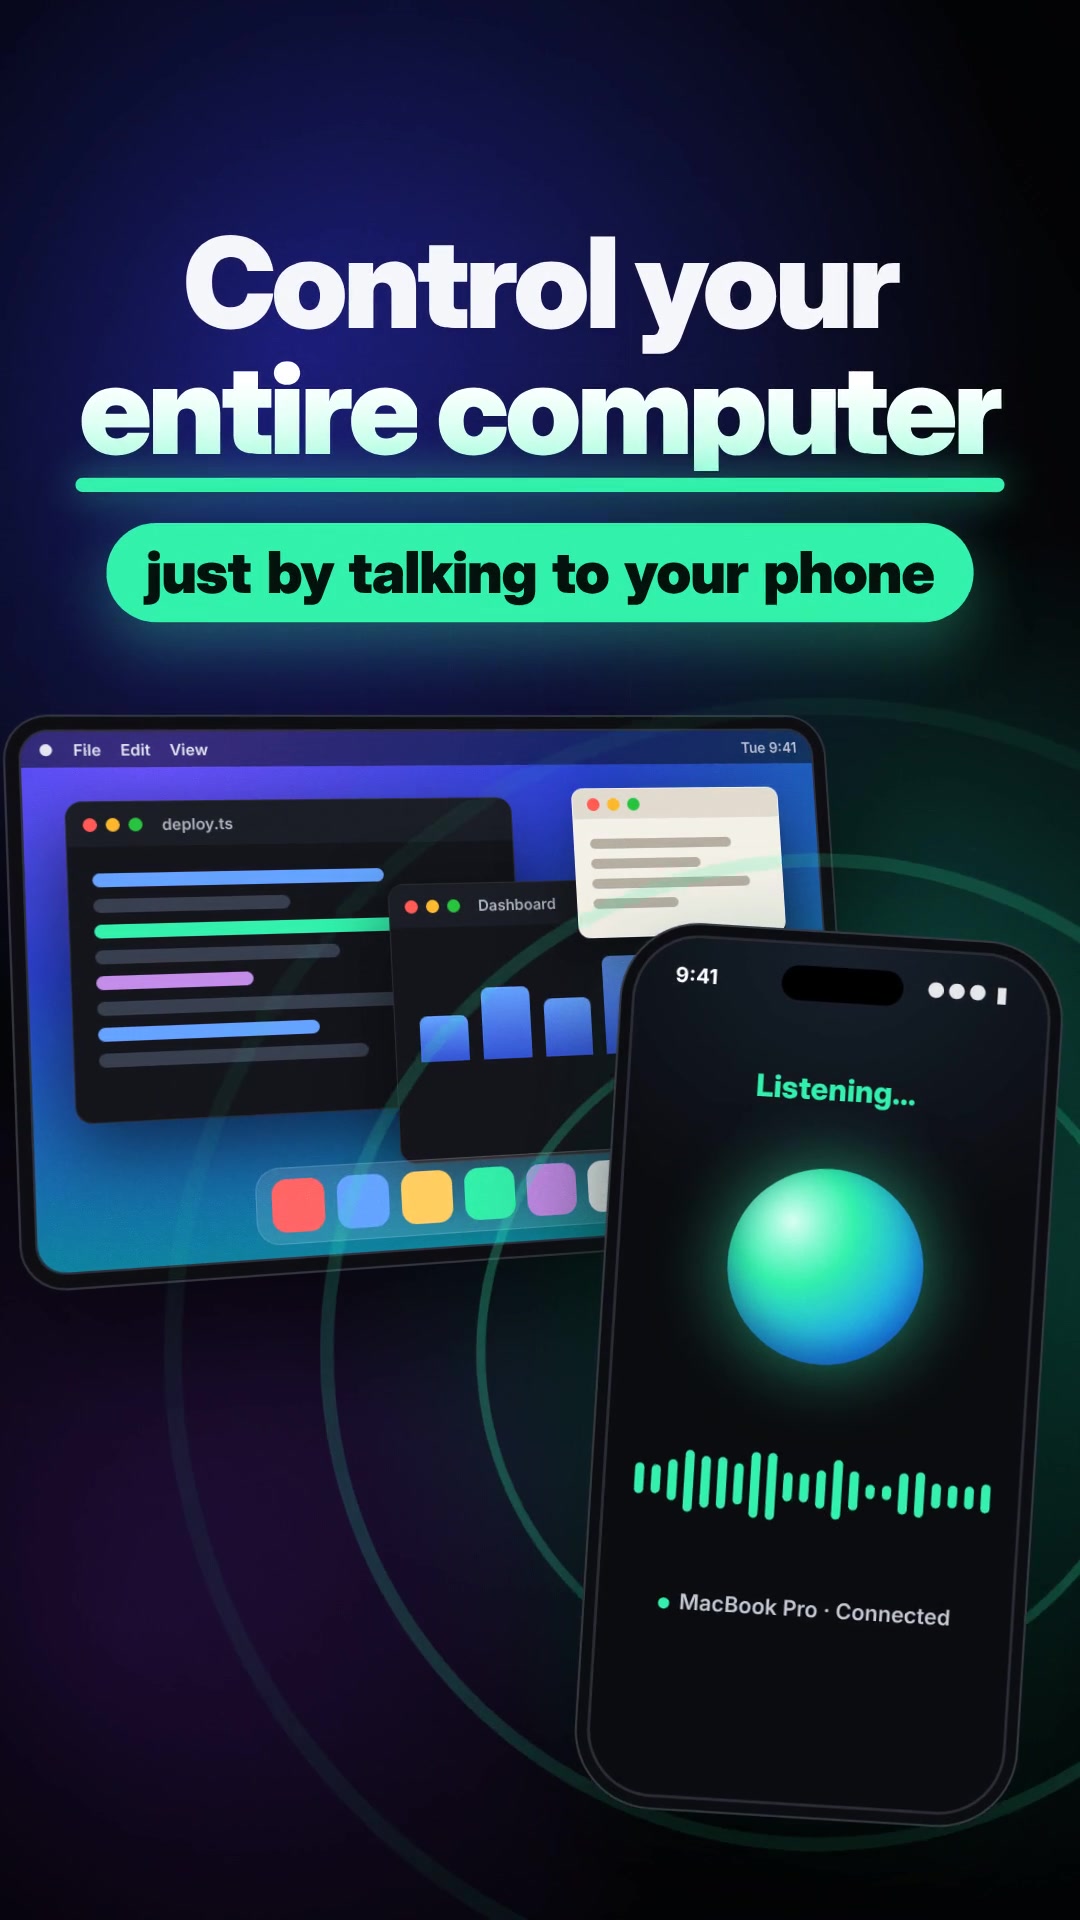 Control your
entire computer
just by talking to your phone
File Edit View
Tue 9:41
deploy.ts
Dashboard
9:41
Listening...
MacBook Pro · Connected